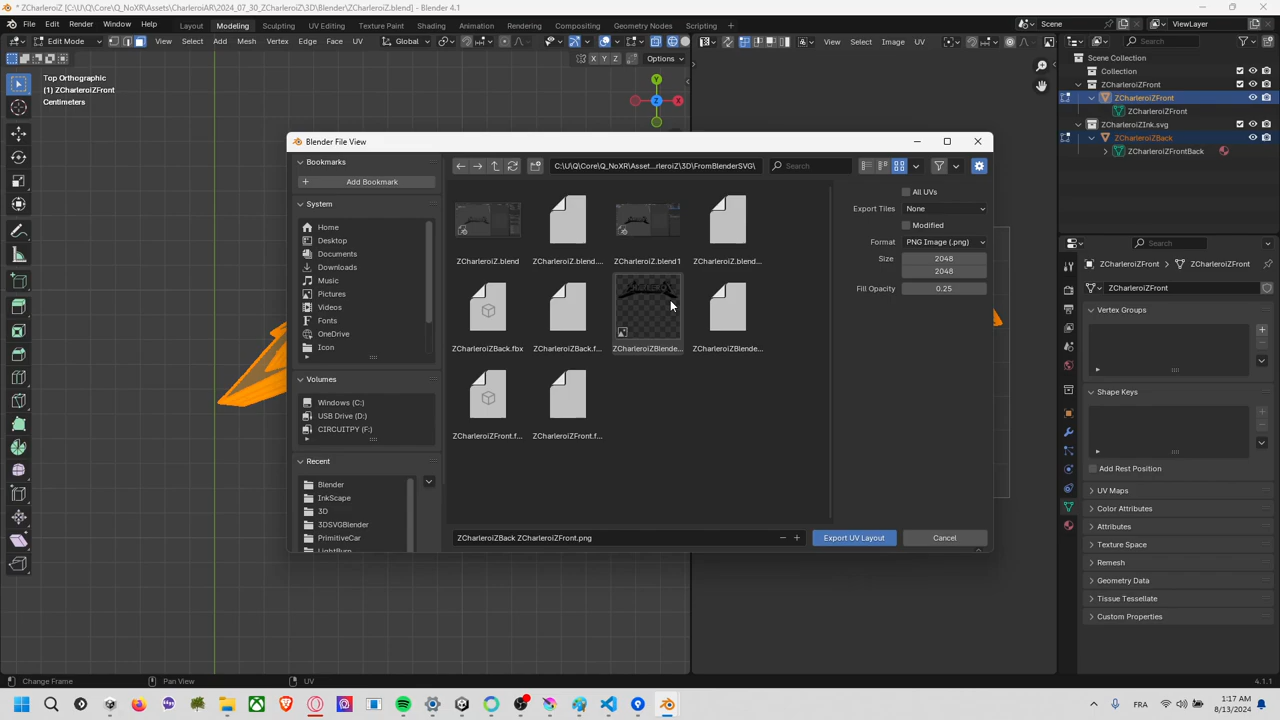 * ZCharleroiZ [C:\U\Q\Core\Q_NoXR\Assets\CharleroiAR\2024_07_30_ZCharleroiZ\3D\Blender\ZCharleroiZ.blend] - Blender 4.1
File Edit Render Window Help Layout Modeling Sculpting UV Editing Texture Paint Shading Animation Rendering Compositing Geometry Nodes Scripting
Scene ViewLayer
Edit Mode View Select Add Mesh Vertex Edge Face UV Global
View Select Image UV
Search
X Y Z Options
Top Orthographic
(1) ZCharleroiZFront
Centimeters
Y
Z X
Scene Collection
Collection
ZCharleroiZFront
ZCharleroiZFront
ZCharleroiZFront
ZCharleroiZInk.svg
ZCharleroiZBack
ZCharleroiZFrontBack
Blender File View
Bookmarks
Add Bookmark
System
Home
Desktop
Documents
Downloads
Music
Pictures
Videos
Fonts
OneDrive
Icon
Volumes
Windows (C:)
USB Drive (D:)
CIRCUITPY (F:)
Recent
Blender
InkScape
3D
3DSVGBlender
PrimitiveCar
LightBurn
C:\U\Q\Core\Q_NoXR\Asset...rleroiZ\3D\FromBlenderSVG\
Search
ZCharleroiZ.blend
ZCharleroiZ.blend....
ZCharleroiZ.blend1
ZCharleroiZ.blend...
ZCharleroiZBack.fbx
ZCharleroiZBack.f...
ZCharleroiZBlende...
ZCharleroiZBlende...
ZCharleroiZFront.f...
ZCharleroiZFront.f...
All UVs
Export Tiles None
Modified
Format PNG Image (.png)
Size 2048
2048
Fill Opacity 0.25
ZCharleroiZBack ZCharleroiZFront.png
Export UV Layout
Cancel
Search
ZCharleroiZFront ZCharleroiZFront
ZCharleroiZFront
Vertex Groups
Shape Keys
Add Rest Position
UV Maps
Color Attributes
Attributes
Texture Space
Remesh
Geometry Data
Tissue Tessellate
Custom Properties
Change Frame Pan View UV
4.1.1
FRA
1:17 AM
8/13/2024